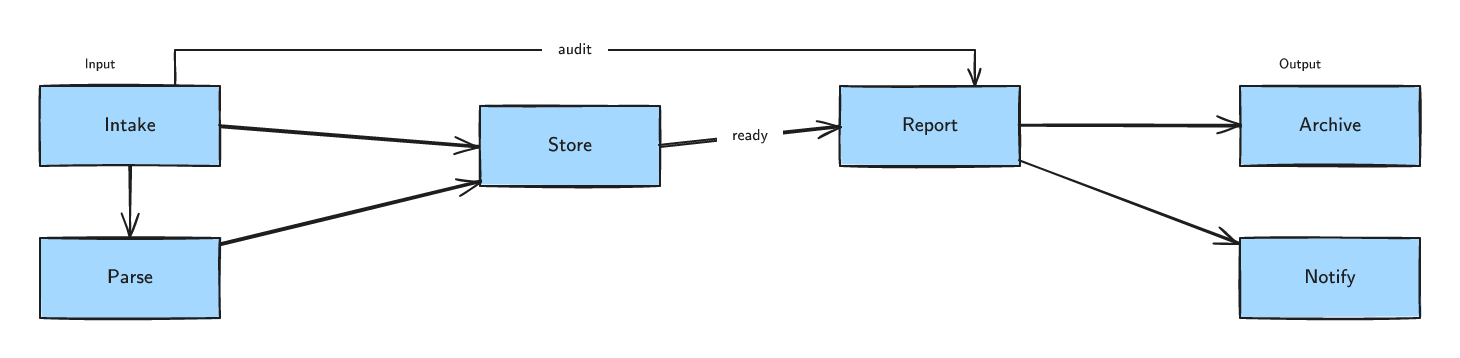 audit
Input
Output
Intake
Store
ready
Report
Archive
Parse
Notify